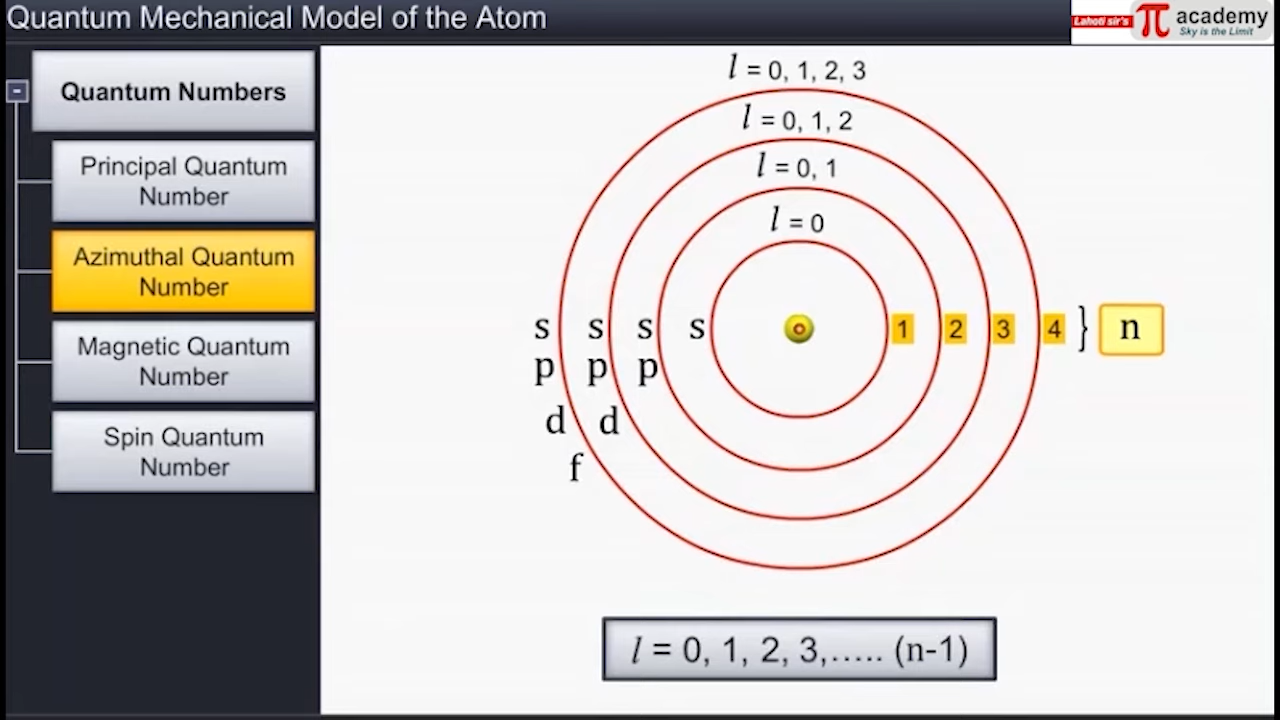 Quantum Mechanical Model of the Atom
Lahoti sir's
π academy
Sky is the Limit
Quantum Numbers
Principal Quantum
Number
Azimuthal Quantum
Number
Magnetic Quantum
Number
Spin Quantum
Number
l = 0, 1, 2, 3
l = 0, 1, 2
l = 0, 1
l = 0
s s s s 1 2 3 4 } n
p p p
d d
f
l = 0, 1, 2, 3,..... (n-1)